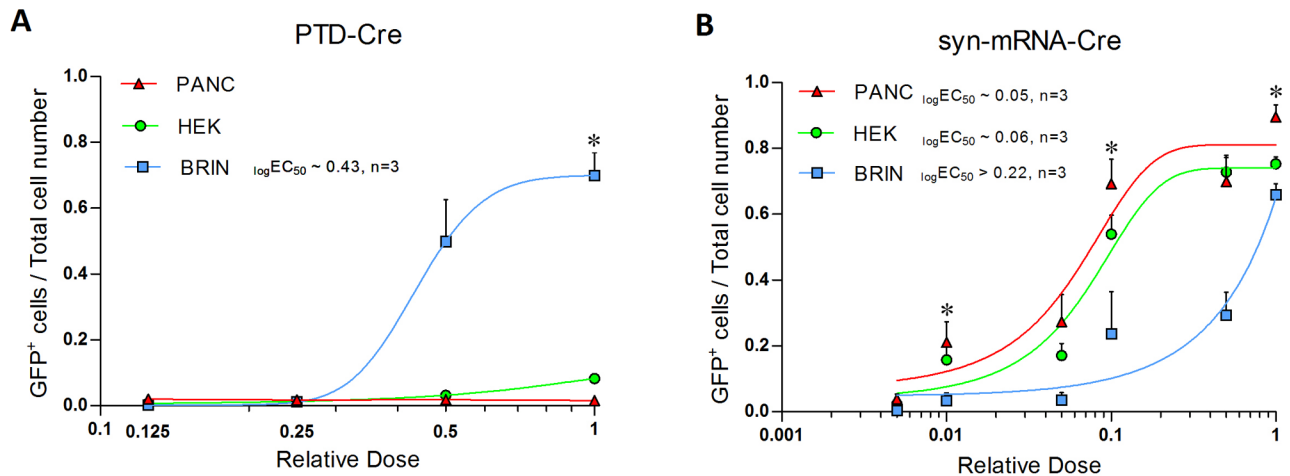 A
PTD-Cre
GFP⁺ cells / Total cell number
1.0
0.8
0.6
0.4
0.2
0.0
PANC
HEK
BRIN logEC₅₀ ~ 0.43, n=3
*
0.1 0.125 0.25 0.5 1
Relative Dose
B
syn-mRNA-Cre
GFP⁺ cells / Total cell number
1.0
0.8
0.6
0.4
0.2
0.0
PANC logEC₅₀ ~ 0.05, n=3
HEK logEC₅₀ ~ 0.06, n=3
BRIN logEC₅₀ > 0.22, n=3
* * *
0.001 0.01 0.1 1
Relative Dose